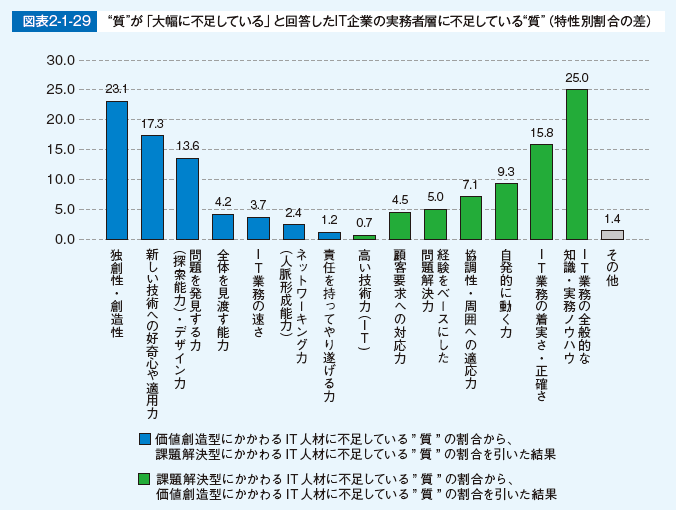 図表2-1-29 “質”が「大幅に不足している」と回答したIT企業の実務者層に不足している“質”（特性別割合の差）
30.0
25.0
20.0
15.0
10.0
5.0
0.0
23.1
17.3
13.6
4.2
3.7
2.4
1.2
0.7
4.5
5.0
7.1
9.3
15.8
25.0
1.4
独創性・創造性
新しい技術への好奇心や適用力
問題を発見する力
（探索能力）・デザイン力
全体を見渡す能力
IT業務の速さ
ネットワーキング力
（人脈形成能力）
責任を持ってやり遂げる力
高い技術力（IT）
顧客要求への対応力
経験をベースにした
問題解決力
協調性・周囲への適応力
自発的に動く力
IT業務の着実さ・正確さ
IT業務の全般的な
知識・実務ノウハウ
その他
価値創造型にかかわるIT人材に不足している”質”の割合から、
課題解決型にかかわるIT人材に不足している”質”の割合を引いた結果
課題解決型にかかわるIT人材に不足している”質”の割合から、
価値創造型にかかわるIT人材に不足している”質”の割合を引いた結果